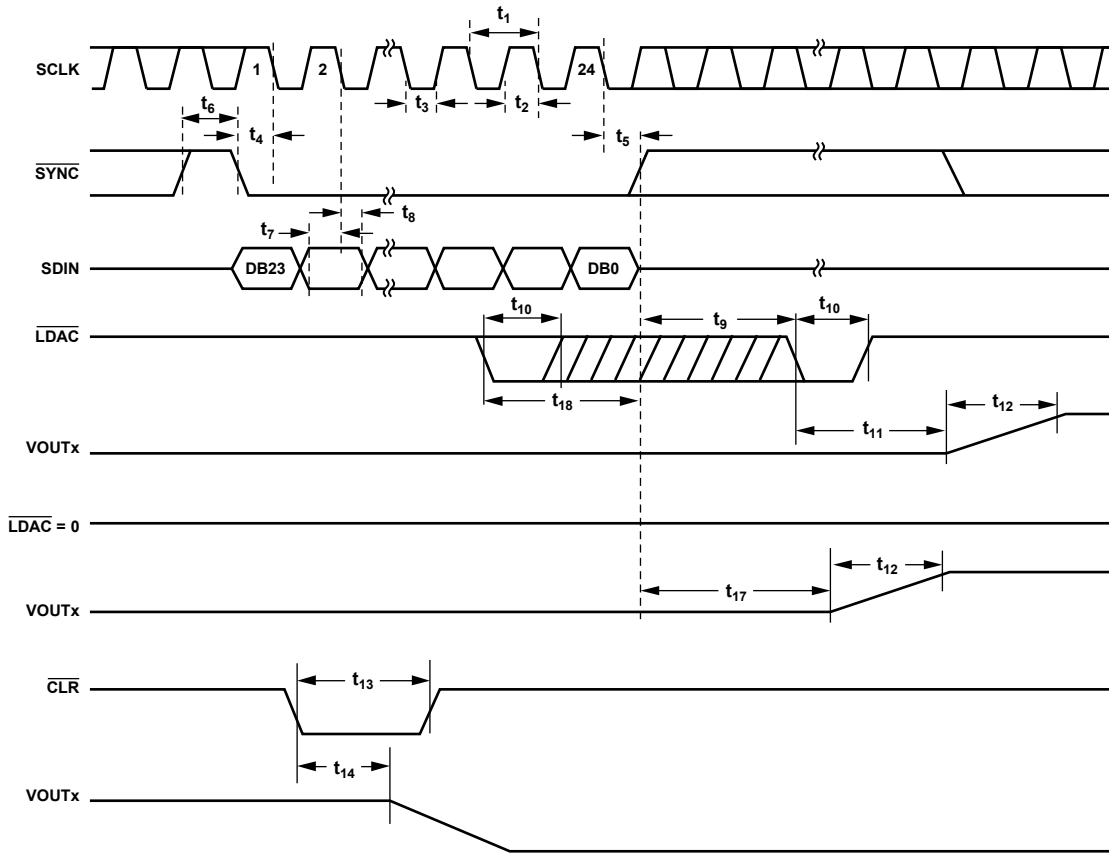 t1
SCLK
1
2
24
t3
t2
t6
t4
t5
SYNC
t8
t7
SDIN
DB23
DB0
t10
t9
t10
LDAC
t18
t12
t11
VOUTx
LDAC = 0
t12
t17
VOUTx
t13
CLR
t14
VOUTx